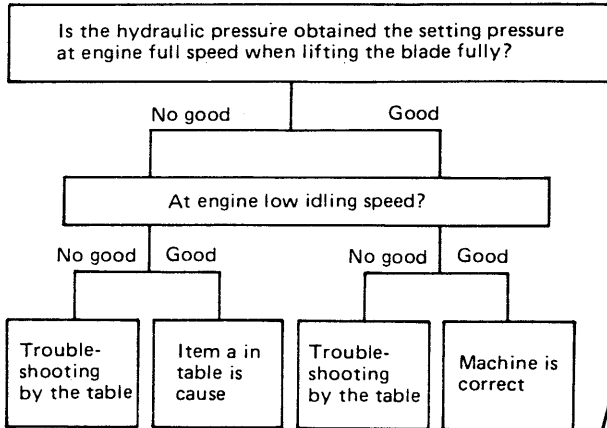 Is the hydraulic pressure obtained the setting pressure
at engine full speed when lifting the blade fully?
No good
Good
At engine low idling speed?
No good
Good
No good
Good
Trouble-
shooting
by the table
Item a in
table is
cause
Trouble-
shooting
by the table
Machine is
correct